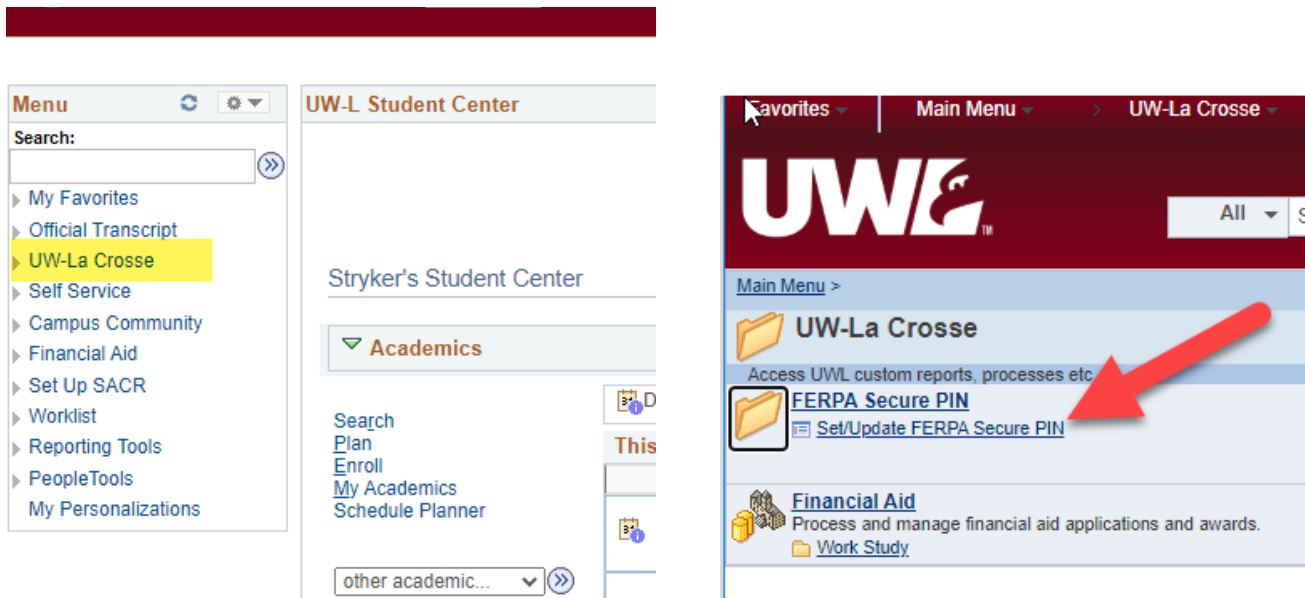 Menu
Search:
My Favorites
Official Transcript
UW-La Crosse
Self Service
Campus Community
Financial Aid
Set Up SACR
Worklist
Reporting Tools
PeopleTools
My Personalizations
UW-L Student Center
Stryker's Student Center
Academics
Search
Plan
Enroll
My Academics
Schedule Planner
other academic...
D
This
Favorites
Main Menu > UW-La Crosse
UWL TM
All S
Main Menu >
UW-La Crosse
Access UWL custom reports, processes etc
FERPA Secure PIN
Set/Update FERPA Secure PIN
Financial Aid
Process and manage financial aid applications and awards.
Work Study